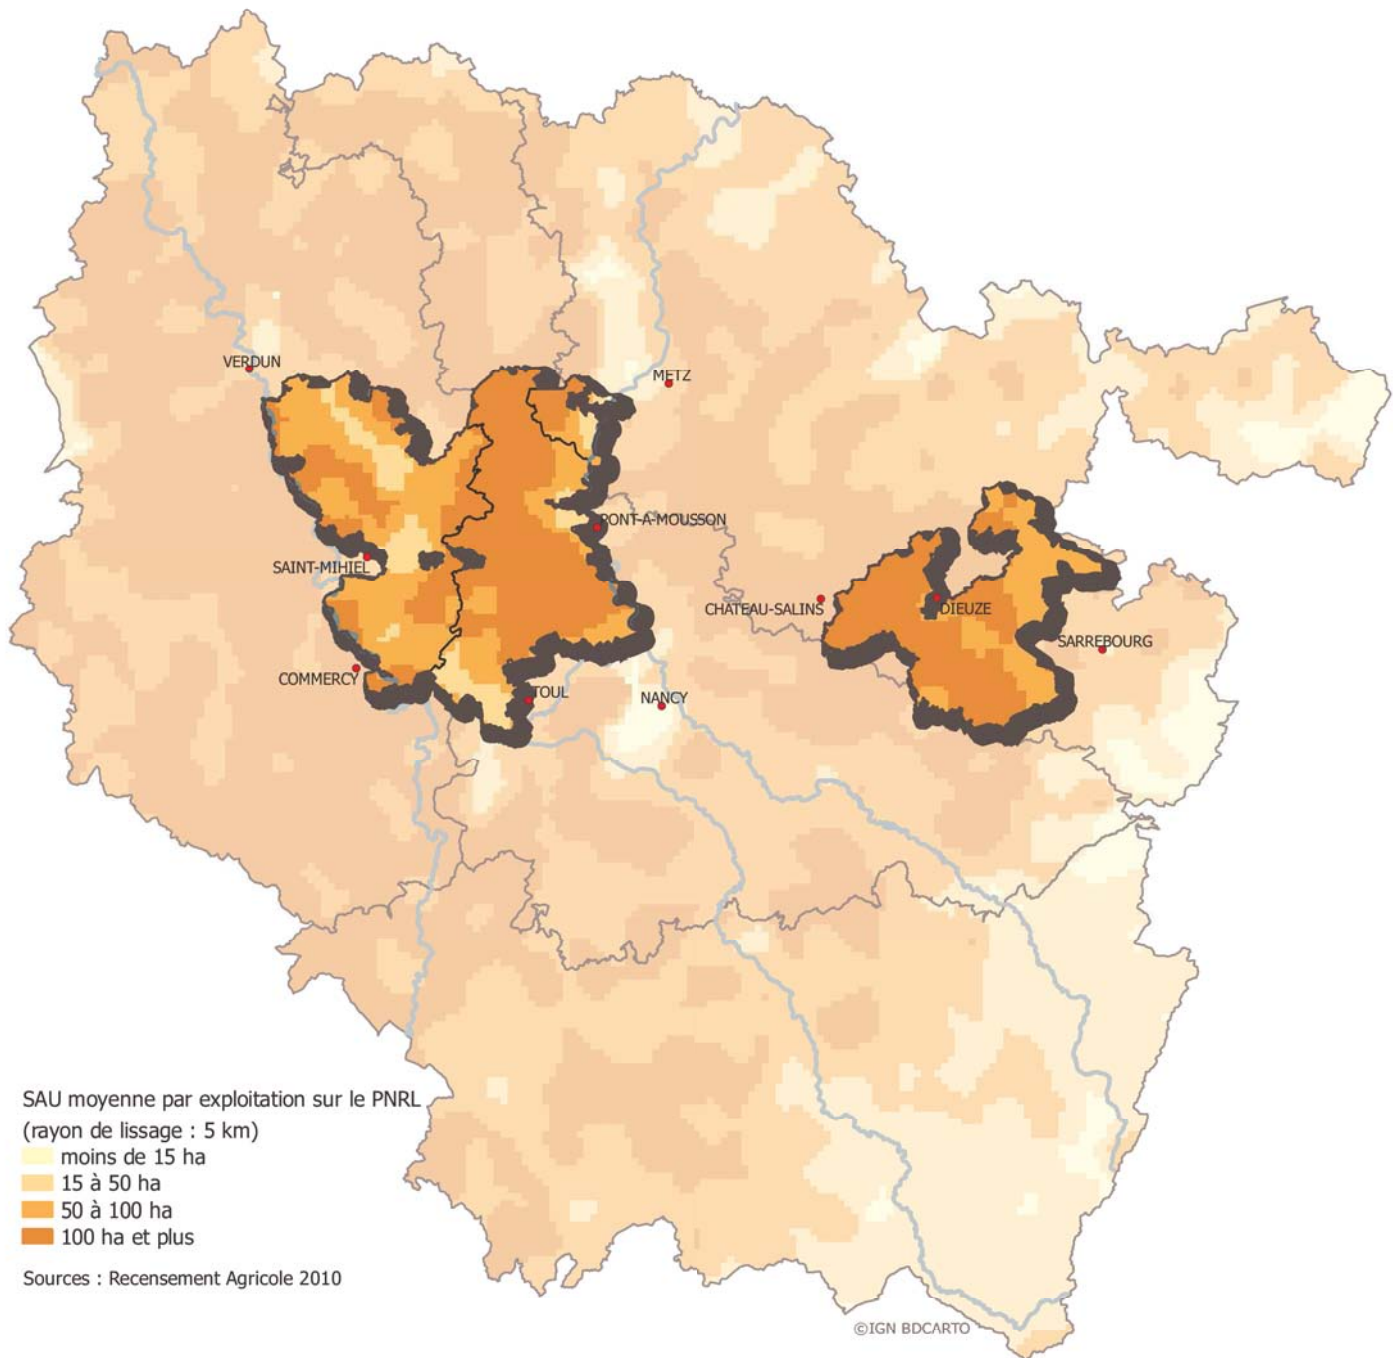 VERDUN
METZ
PONT-A-MOUSSON
SAINT-MIHIEL
CHATEAU-SALINS
DIEUZE
SARREBOURG
COMMERCY
TOUL
NANCY
SAU moyenne par exploitation sur le PNRL
(rayon de lissage : 5 km)
moins de 15 ha
15 à 50 ha
50 à 100 ha
100 ha et plus
Sources : Recensement Agricole 2010
©IGN BDCARTO